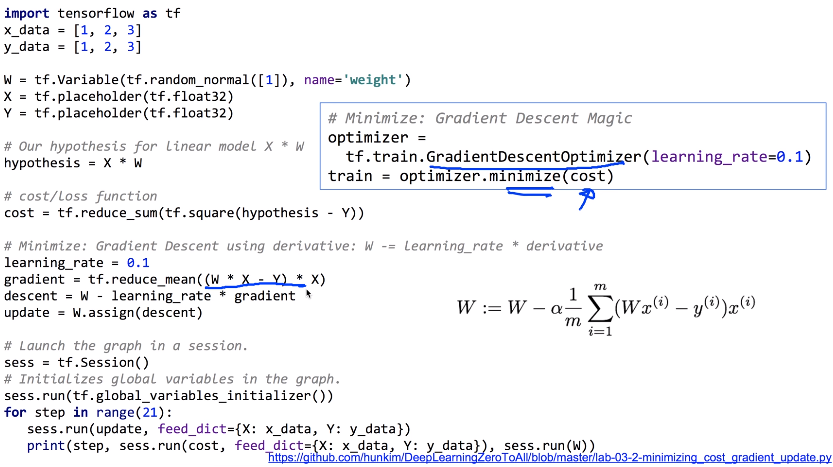 import tensorflow as tf
x_data = [1, 2, 3]
y_data = [1, 2, 3]
W = tf.Variable(tf.random_normal([1]), name='weight')
X = tf.placeholder(tf.float32)
Y = tf.placeholder(tf.float32)
# Our hypothesis for linear model X * W
hypothesis = X * W
# cost/loss function
cost = tf.reduce_sum(tf.square(hypothesis - Y))
# Minimize: Gradient Descent Magic
optimizer =
tf.train.GradientDescentOptimizer(learning_rate=0.1)
train = optimizer.minimize(cost)
# Minimize: Gradient Descent using derivative: W -= learning_rate * derivative
learning_rate = 0.1
gradient = tf.reduce_mean((W * X - Y) * X)
descent = W - learning_rate * gradient
update = W.assign(descent)
W := W - α \frac{1}{m} \sum_{i=1}^{m} (Wx^{(i)} - y^{(i)})x^{(i)}
# Launch the graph in a session.
sess = tf.Session()
# Initializes global variables in the graph.
sess.run(tf.global_variables_initializer())
for step in range(21):
sess.run(update, feed_dict={X: x_data, Y: y_data})
print(step, sess.run(cost, feed_dict={X: x_data, Y: y_data}), sess.run(W))
https://github.com/hunkim/DeepLearningZeroToAll/blob/master/lab-03-2-minimizing_cost_gradient_update.py